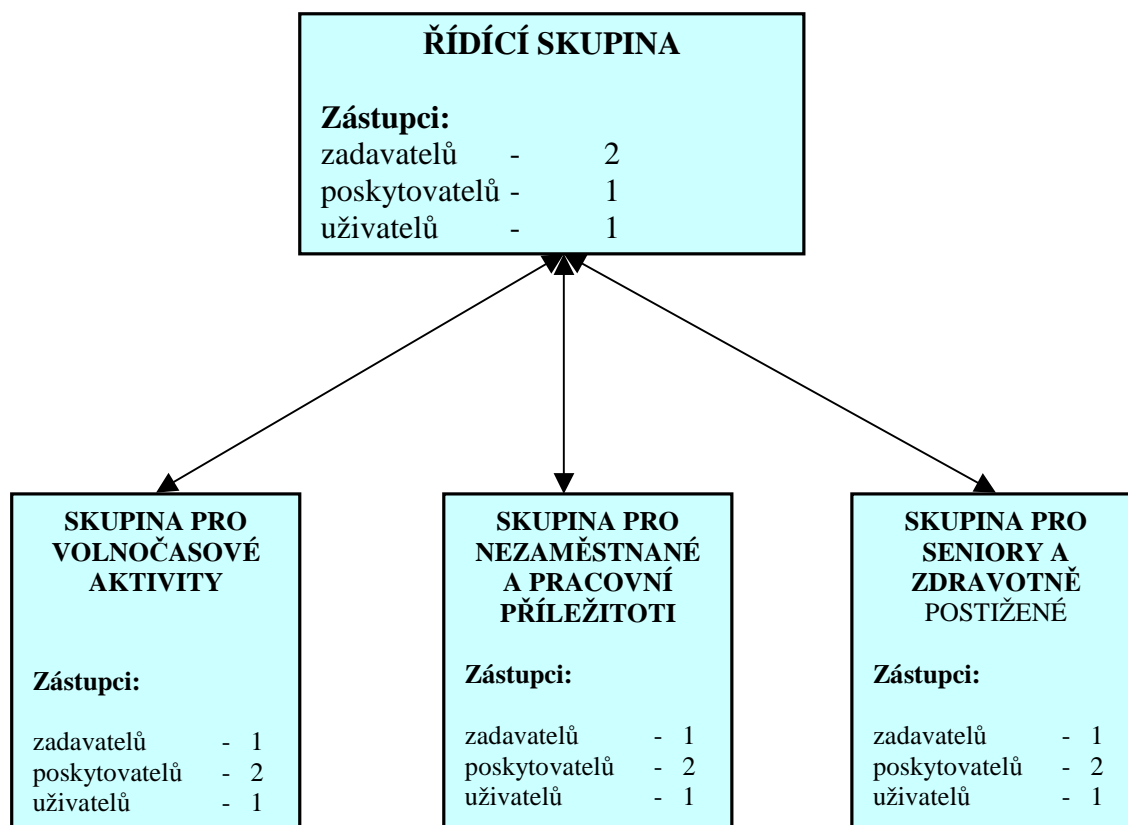 ŘÍDÍCÍ SKUPINA
Zástupci:
zadavatelů - 2
poskytovatelů - 1
uživatelů - 1
SKUPINA PRO
VOLNOČASOVÉ
AKTIVITY
Zástupci:
zadavatelů - 1
poskytovatelů - 2
uživatelů - 1
SKUPINA PRO
NEZAMĚSTNANÉ
A PRACOVNÍ
PŘÍLEŽITOTI
Zástupci:
zadavatelů - 1
poskytovatelů - 2
uživatelů - 1
SKUPINA PRO
SENIORY A
ZDRAVOTNĚ
POSTIŽENÉ
Zástupci:
zadavatelů - 1
poskytovatelů - 2
uživatelů - 1